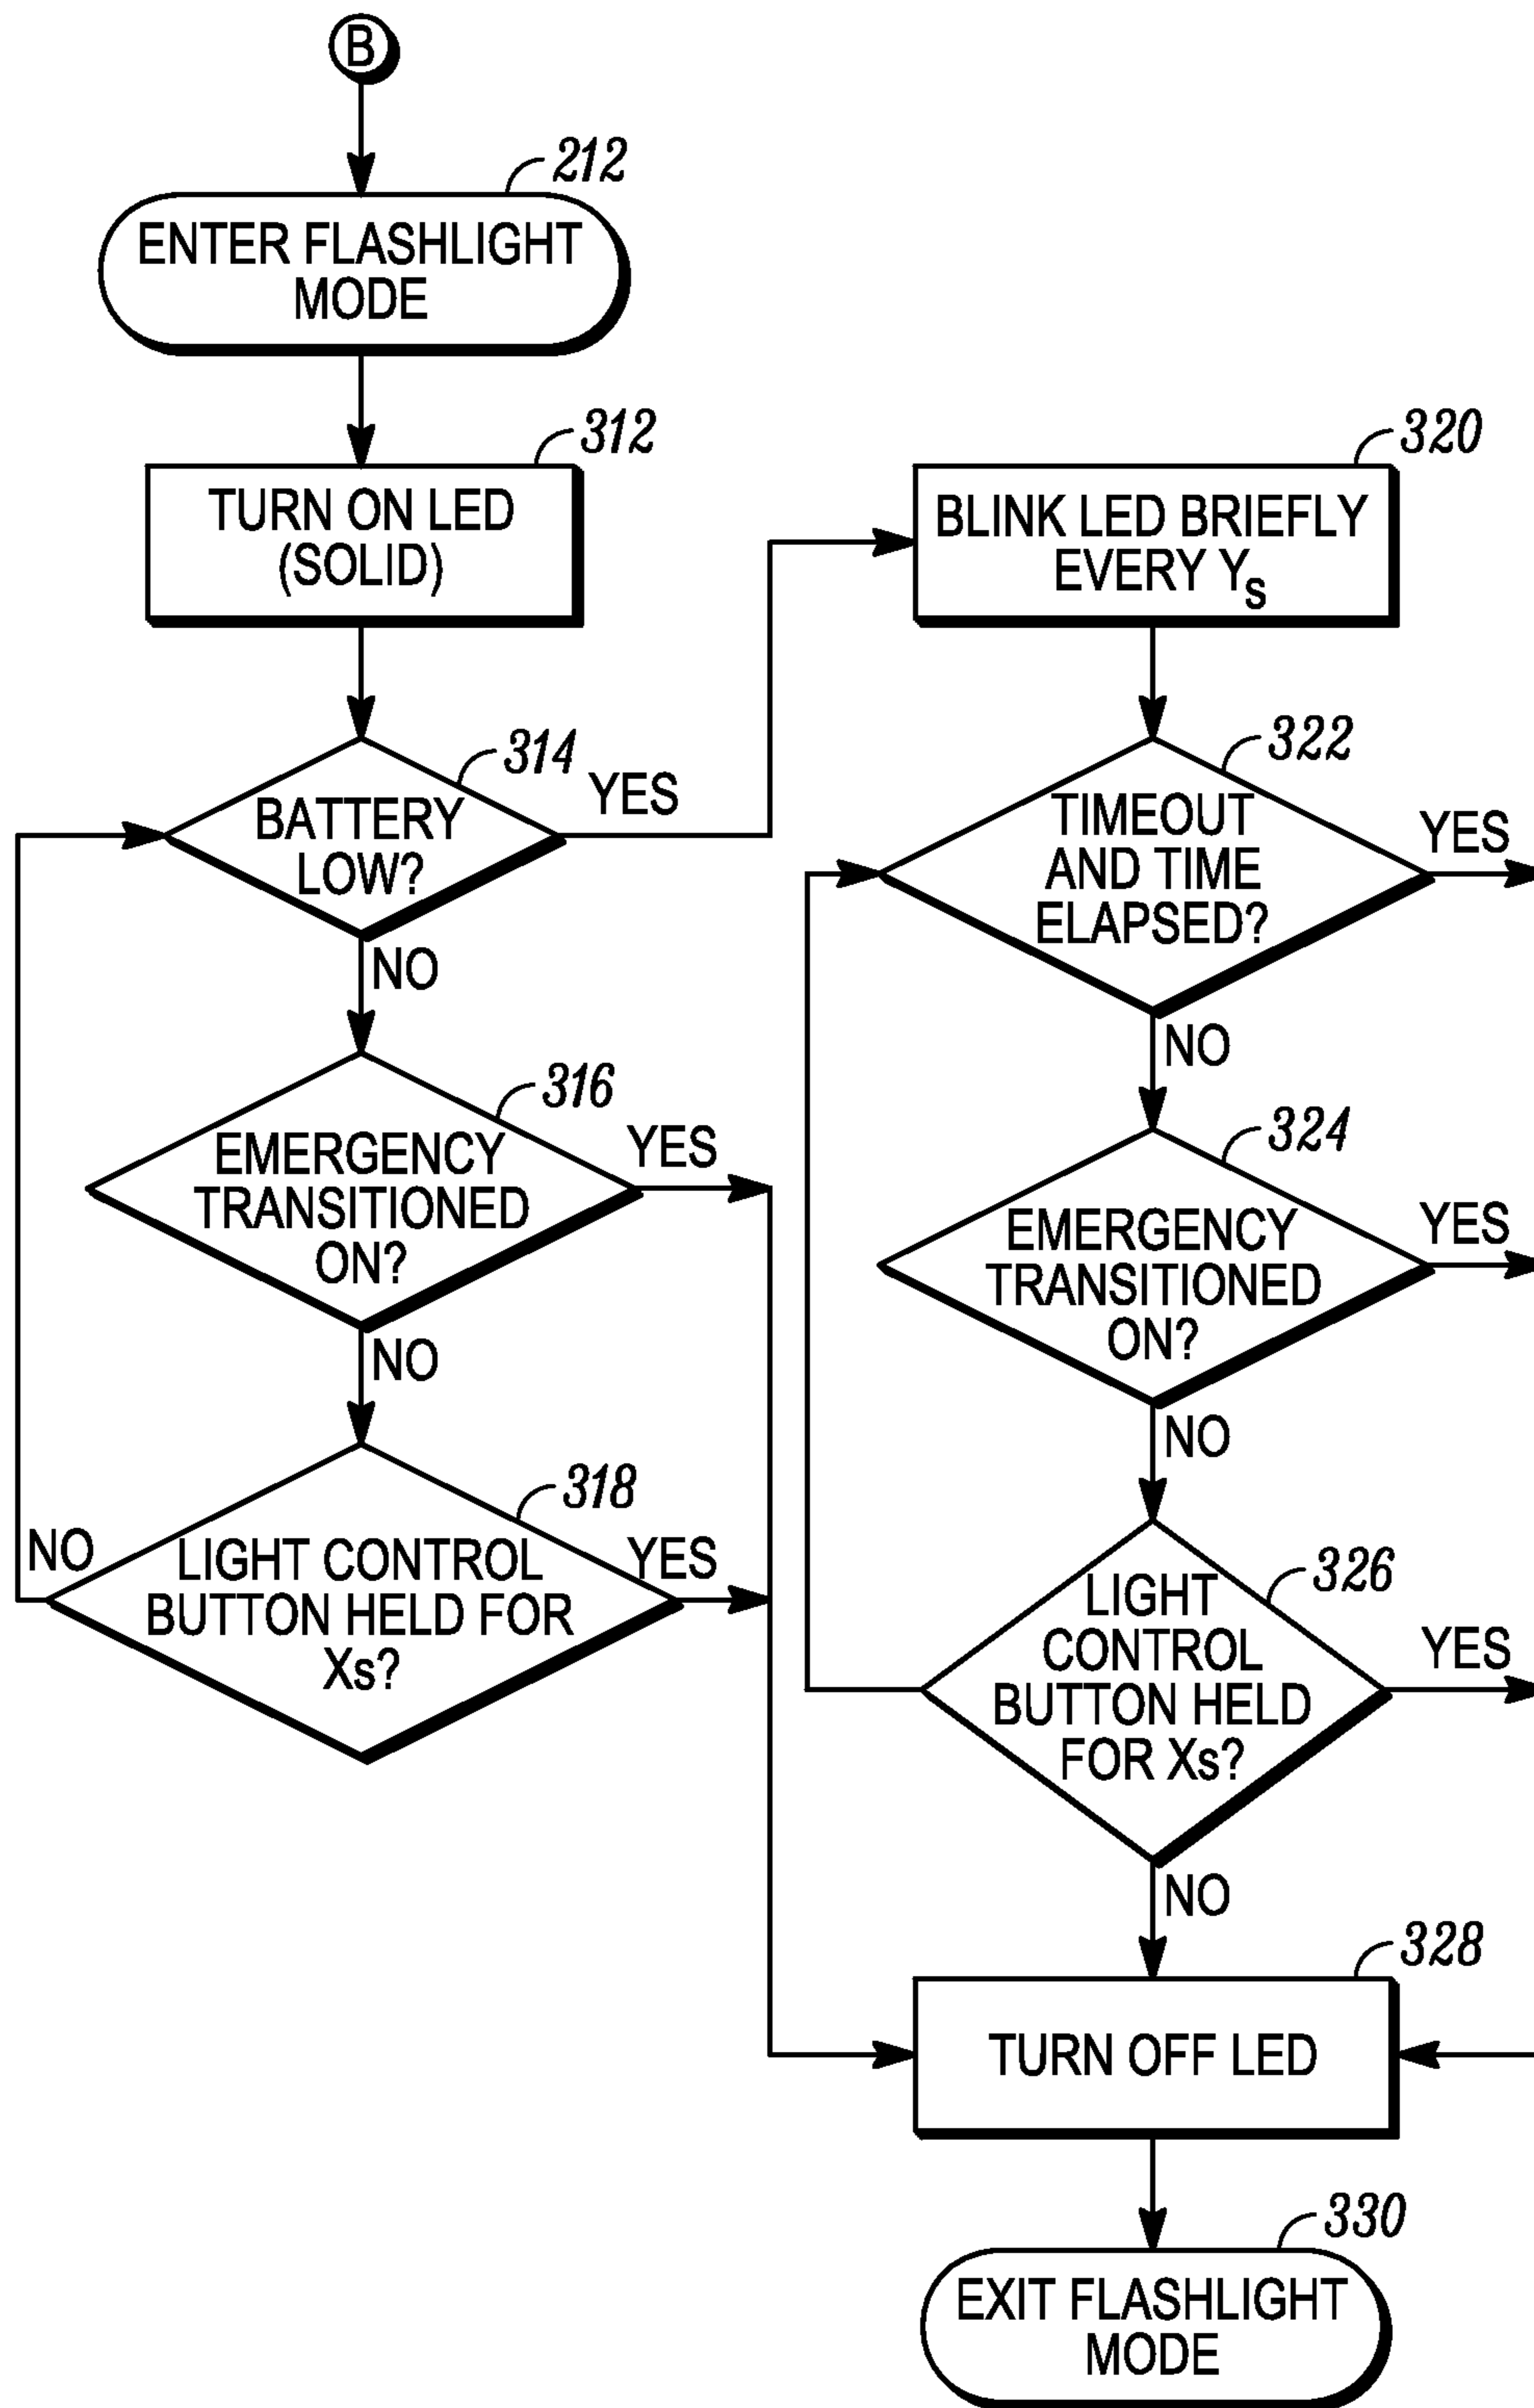 B
212
ENTER FLASHLIGHT
MODE
312
TURN ON LED
(SOLID)
314
BATTERY
LOW?
YES
NO
316
EMERGENCY
TRANSITIONED
ON?
YES
NO
318
LIGHT CONTROL
BUTTON HELD FOR
Xs?
NO
YES
320
BLINK LED BRIEFLY
EVERY Ys
322
TIMEOUT
AND TIME
ELAPSED?
YES
NO
324
EMERGENCY
TRANSITIONED
ON?
YES
NO
326
LIGHT
CONTROL
BUTTON HELD
FOR Xs?
YES
NO
328
TURN OFF LED
330
EXIT FLASHLIGHT
MODE